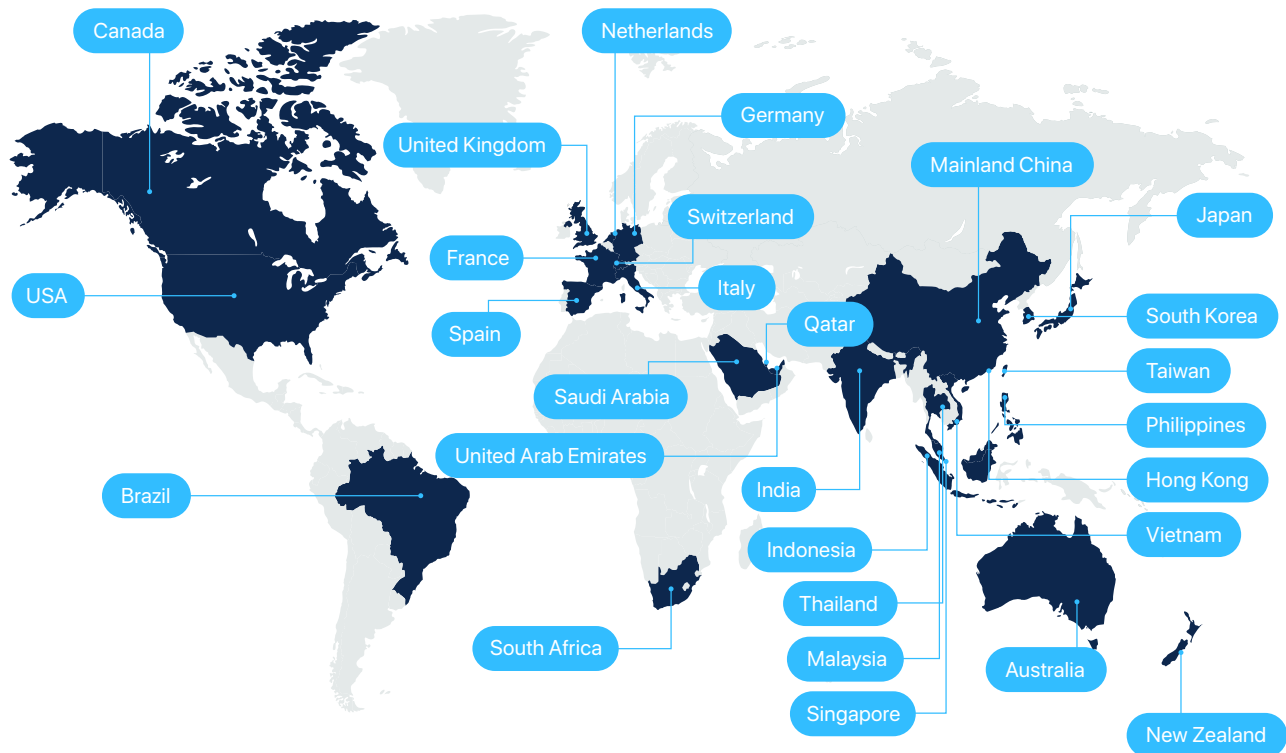 Canada
Netherlands
Germany
United Kingdom
Mainland China
Switzerland
Japan
France
Italy
USA
South Korea
Qatar
Spain
Taiwan
Saudi Arabia
Philippines
United Arab Emirates
Hong Kong
India
Brazil
Vietnam
Indonesia
Thailand
South Africa
Malaysia
Australia
Singapore
New Zealand